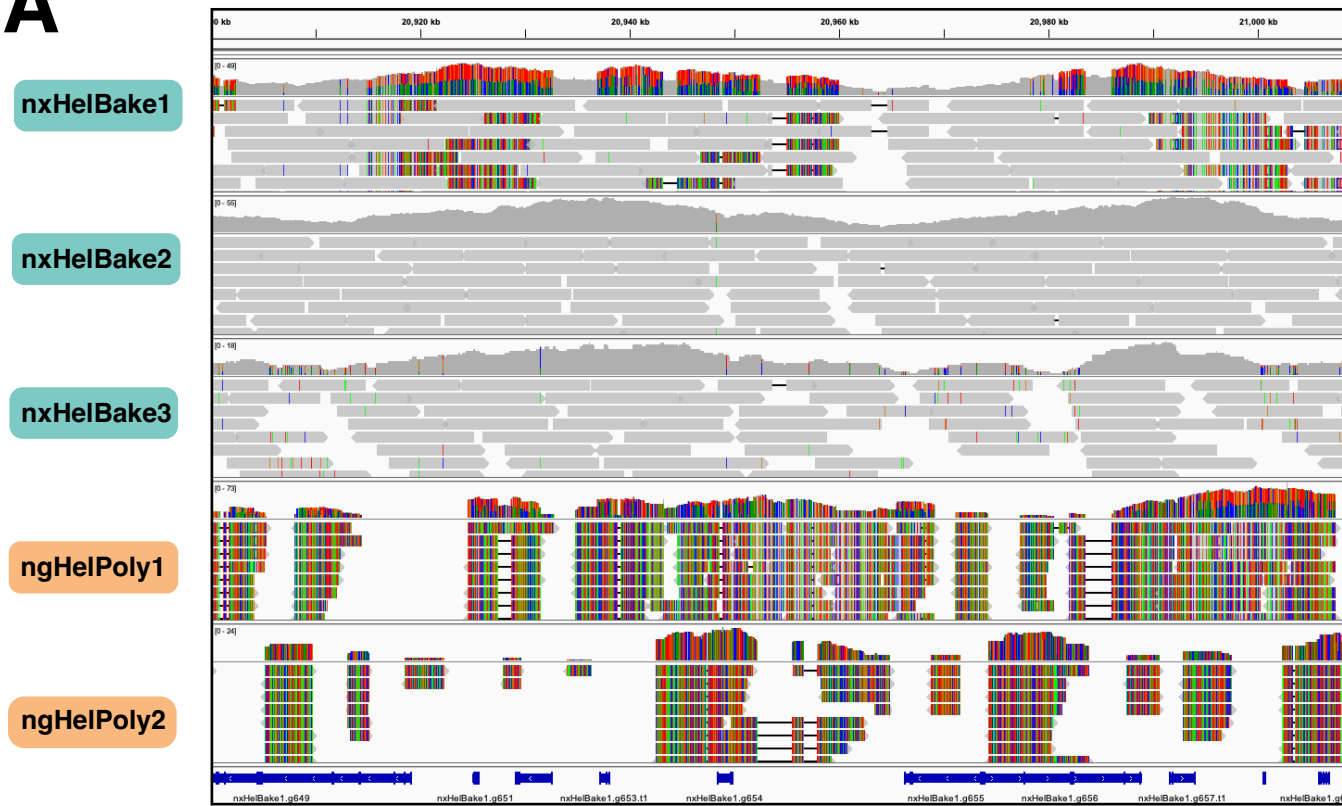 A
0 kb 20,920 kb 20,940 kb 20,960 kb 20,980 kb 21,000 kb
nxHelBake1
[0 - 49]
nxHelBake2
[0 - 55]
nxHelBake3
[0 - 18]
ngHelPoly1
[0 - 73]
ngHelPoly2
[0 - 24]
nxHelBake1.g649 nxHelBake1.g651 nxHelBake1.g653.t1 nxHelBake1.g654 nxHelBake1.g655 nxHelBake1.g656 nxHelBake1.g657.t1